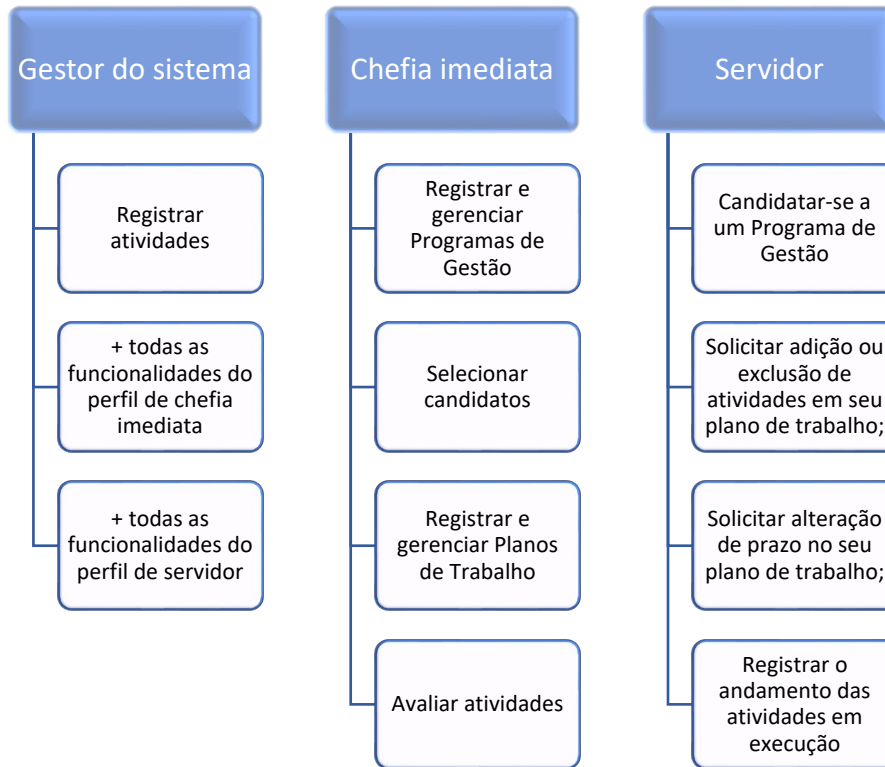 Gestor do sistema
Registrar
atividades
+ todas as
funcionalidades do
perfil de chefia
imediata
+ todas as
funcionalidades do
perfil de servidor
Chefia imediata
Registrar e
gerenciar
Programas de
Gestão
Selecionar
candidatos
Registrar e
gerenciar Planos
de Trabalho
Avaliar atividades
Servidor
Candidatar-se a
um Programa de
Gestão
Solicitar adição ou
exclusão de
atividades em seu
plano de trabalho;
Solicitar alteração
de prazo no seu
plano de trabalho;
Registrar o
andamento das
atividades em
execução